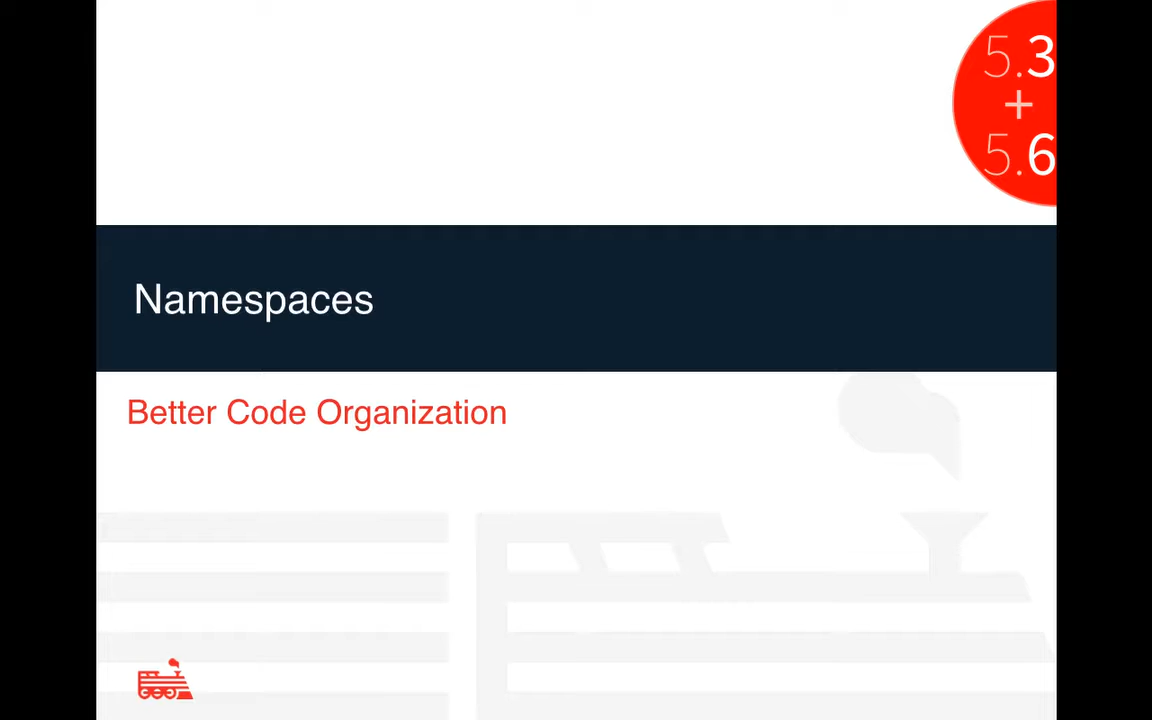 5.3
+
5.6
Namespaces
Better Code Organization